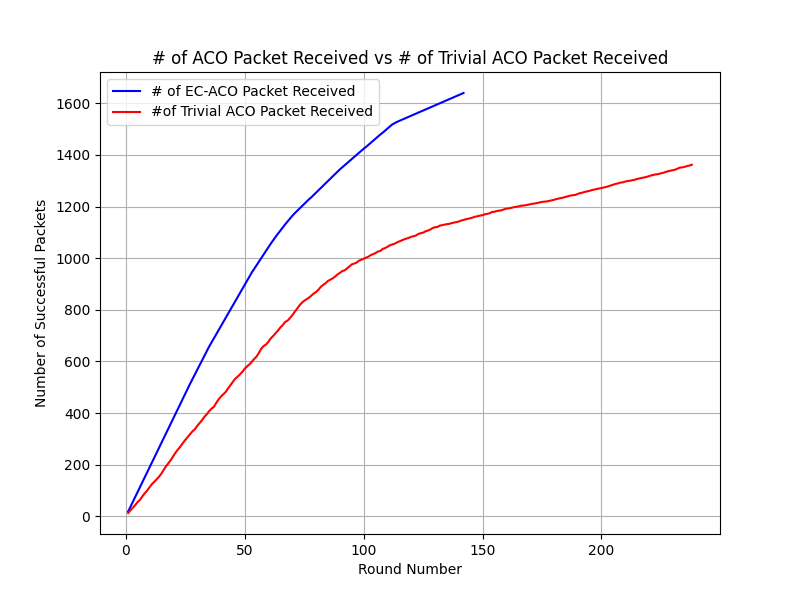 # of ACO Packet Received vs # of Trivial ACO Packet Received
# of EC-ACO Packet Received
#of Trivial ACO Packet Received
1600
1400
1200
1000
800
600
400
200
0
Number of Successful Packets
0 50 100 150 200
Round Number